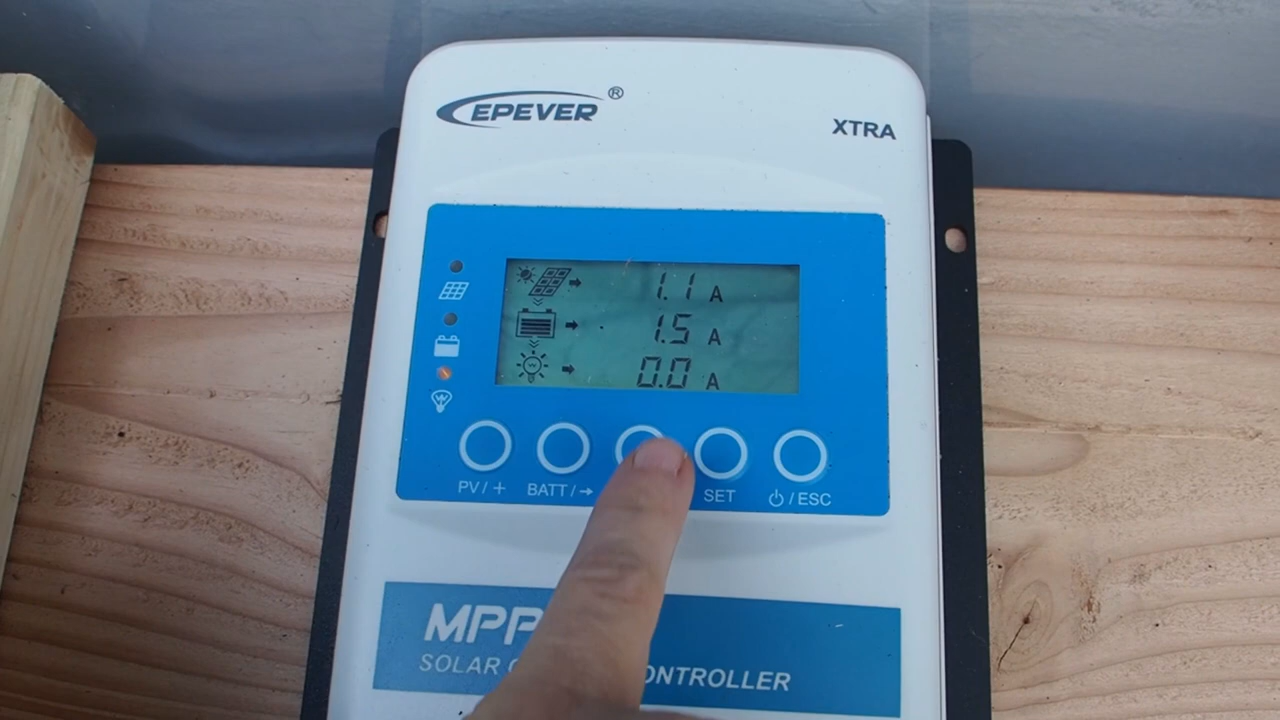 EPEVER®
XTRA
1.1 A
1.5 A
0.0 A
PV / +
BATT / →
SET
/ ESC
MPP
SOLAR
ONTROLLER